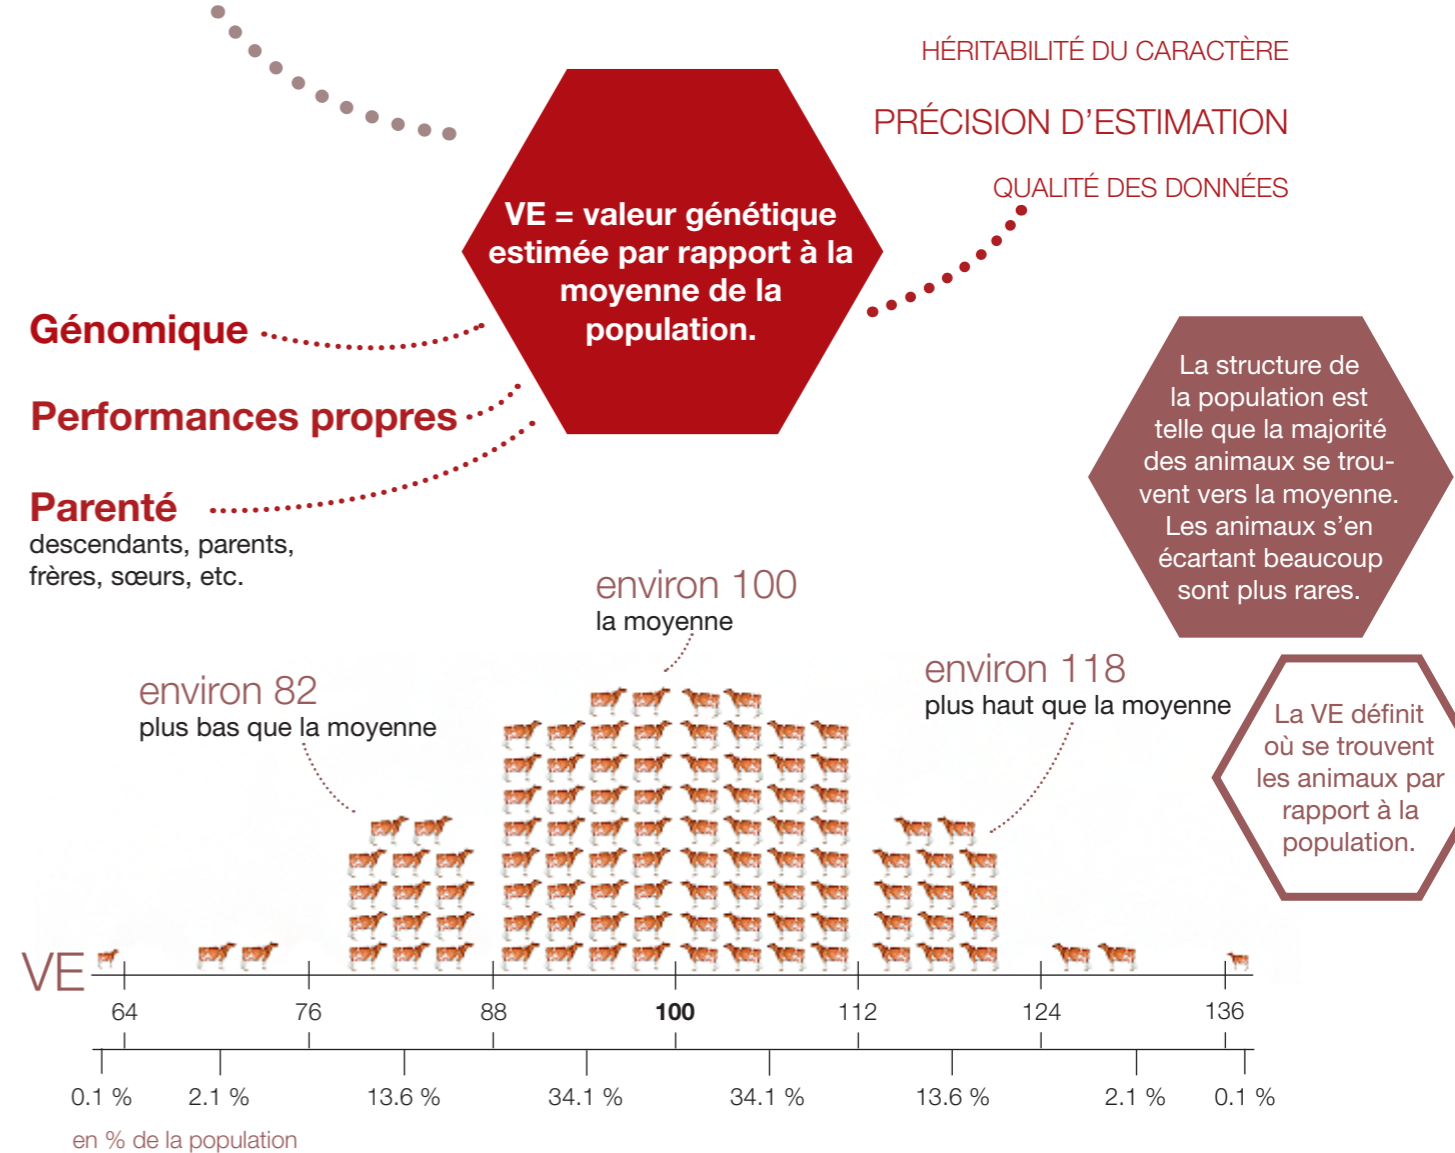 HÉRITABILITÉ DU CARACTÈRE
PRÉCISION D’ESTIMATION
QUALITÉ DES DONNÉES
VE = valeur génétique
estimée par rapport à la
moyenne de la
population.
Génomique
Performances propres
Parenté
descendants, parents,
frères, sœurs, etc.
La structure de
la population est
telle que la majorité
des animaux se trou-
vent vers la moyenne.
Les animaux s’en
écartant beaucoup
sont plus rares.
environ 100
la moyenne
environ 82
plus bas que la moyenne
environ 118
plus haut que la moyenne
La VE définit
où se trouvent
les animaux par
rapport à la
population.
VE
64 76 88 100 112 124 136
0.1 % 2.1 % 13.6 % 34.1 % 34.1 % 13.6 % 2.1 % 0.1 %
en % de la population